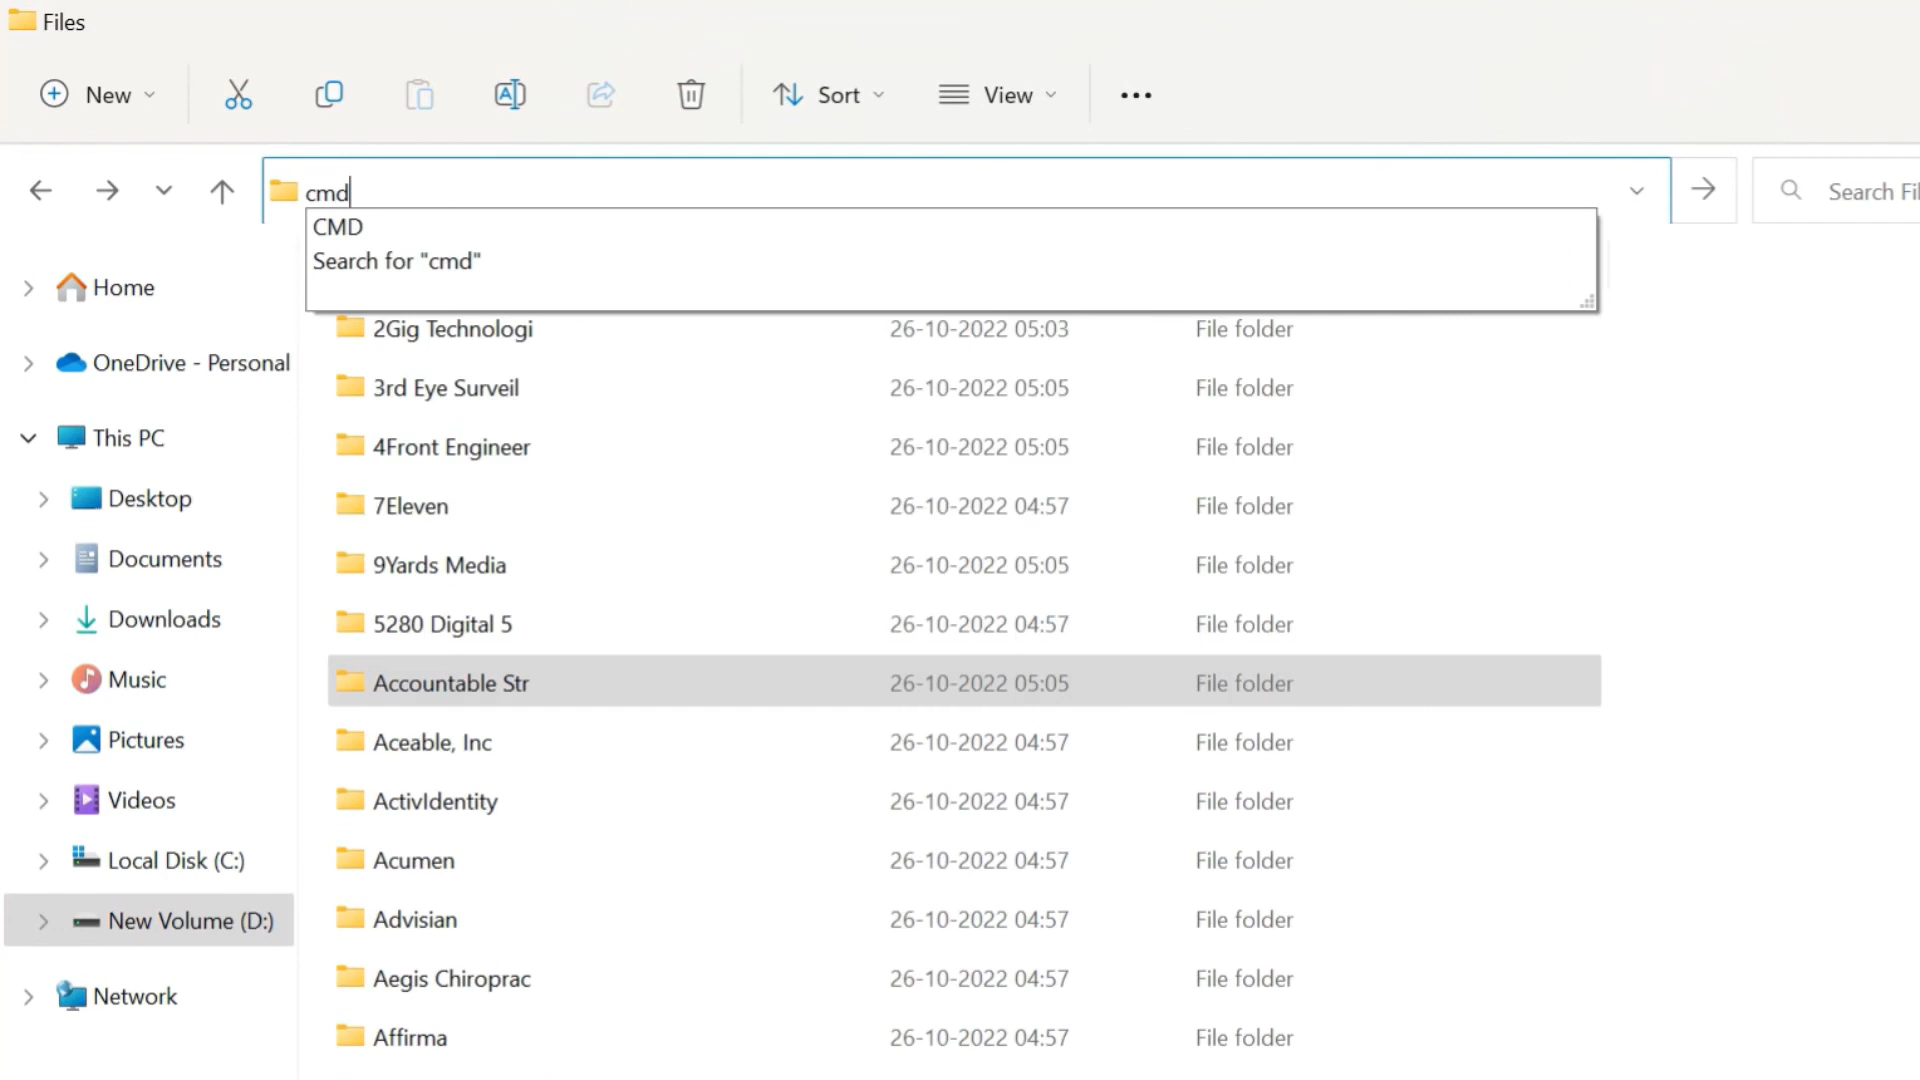 Files
New Sort View
cmd Search Fil
CMD
Search for "cmd"
Home
OneDrive - Personal
This PC
Desktop
Documents
Downloads
Music
Pictures
Videos
Local Disk (C:)
New Volume (D:)
Network
2Gig Technologi 26-10-2022 05:03 File folder
3rd Eye Surveil 26-10-2022 05:05 File folder
4Front Engineer 26-10-2022 05:05 File folder
7Eleven 26-10-2022 04:57 File folder
9Yards Media 26-10-2022 05:05 File folder
5280 Digital 5 26-10-2022 04:57 File folder
Accountable Str 26-10-2022 05:05 File folder
Aceable, Inc 26-10-2022 04:57 File folder
ActivIdentity 26-10-2022 04:57 File folder
Acumen 26-10-2022 04:57 File folder
Advisian 26-10-2022 04:57 File folder
Aegis Chiroprac 26-10-2022 04:57 File folder
Affirma 26-10-2022 04:57 File folder